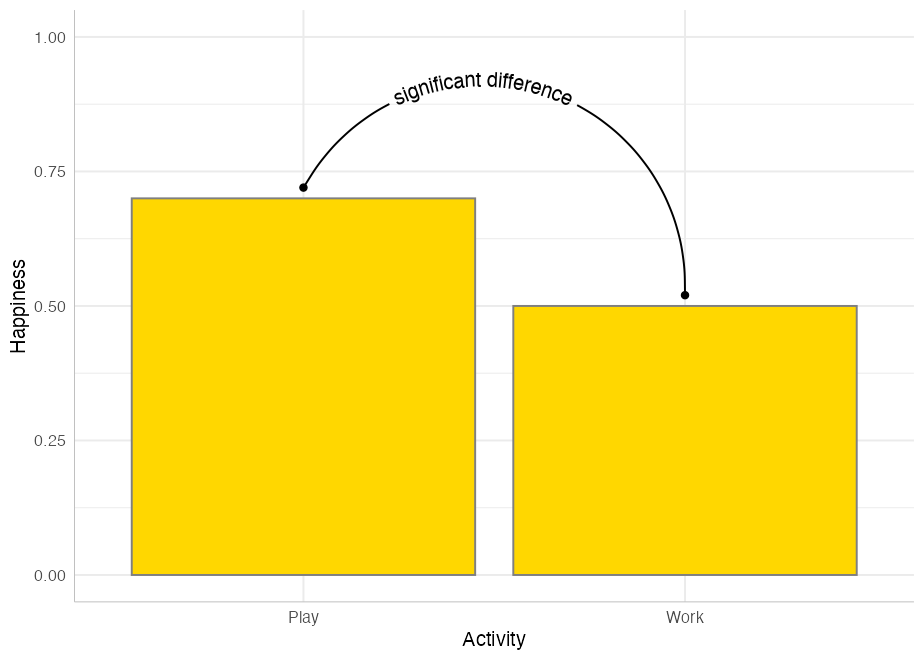 1.00
0.75
0.50
0.25
0.00
Happiness
significant difference
Play
Work
Activity